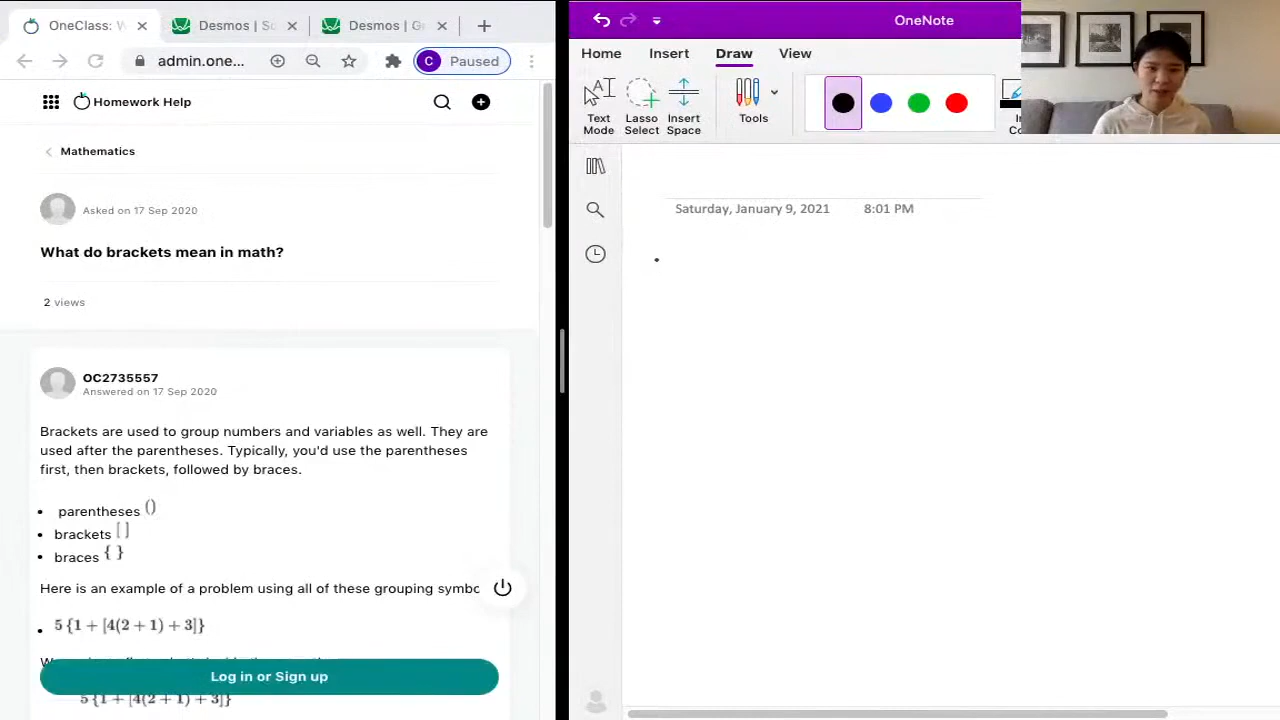 OneClass: W
Desmos | Sc
Desmos | G
admin.one...
C
Paused
Homework Help
Mathematics
Asked on 17 Sep 2020
What do brackets mean in math?
2 views
OC2735557
Answered on 17 Sep 2020
Brackets are used to group numbers and variables as well. They are
used after the parentheses. Typically, you'd use the parentheses
first, then brackets, followed by braces.
• parentheses ()
• brackets [ ]
• braces { }
Here is an example of a problem using all of these grouping symbo
• 5 {1 + [4(2 + 1) + 3]}
Log in or Sign up
5 {1 + [4(2 + 1) + 3]}
OneNote
Home Insert Draw View
Text Mode
Lasso Select
Insert Space
Tools
Saturday, January 9, 2021 8:01 PM